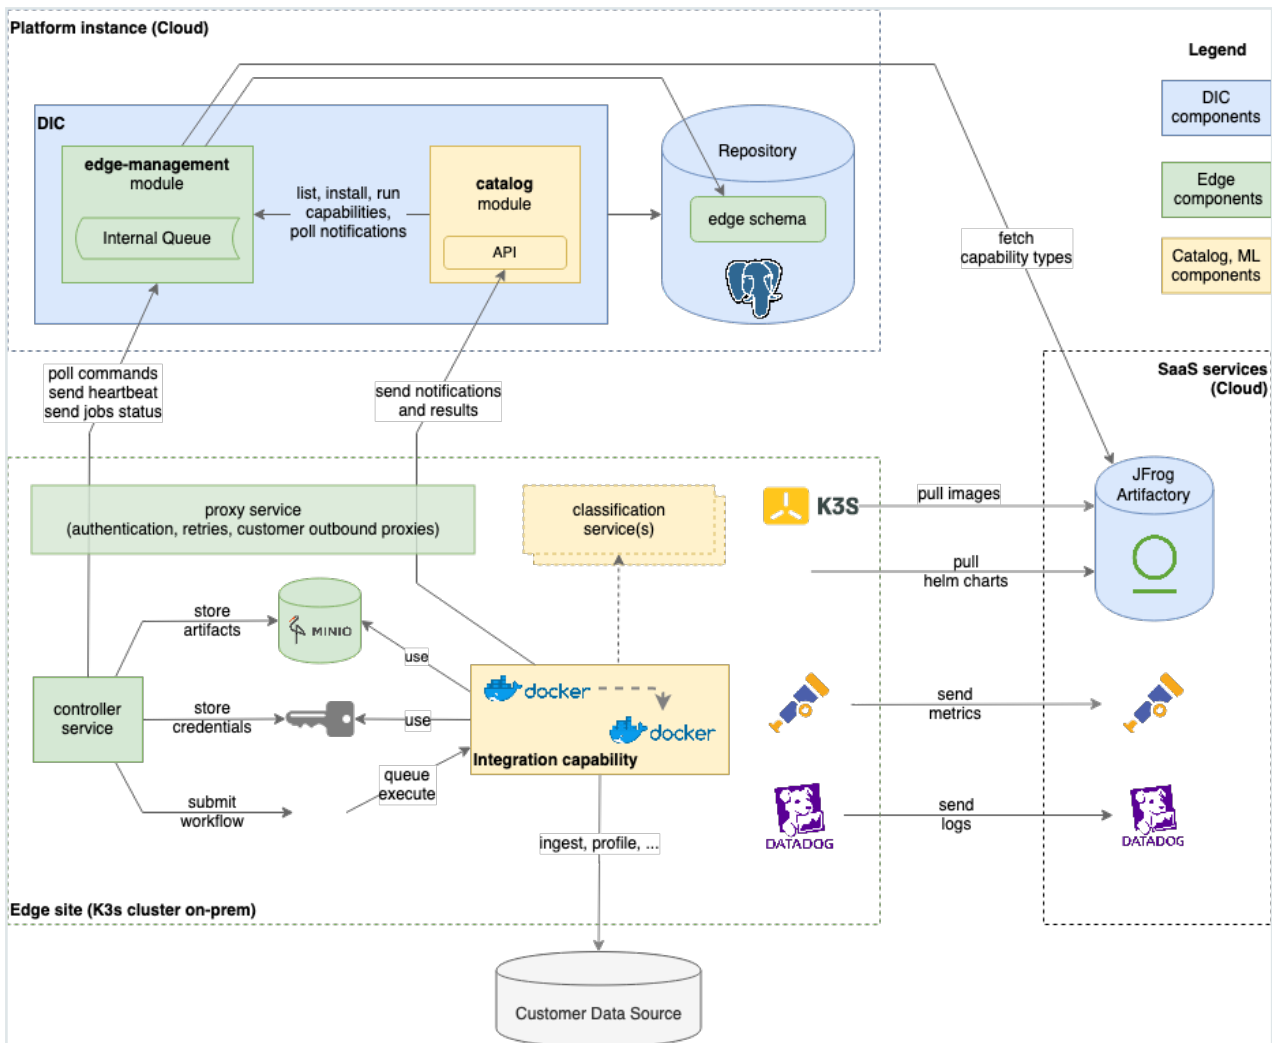 Platform instance (Cloud)
Legend
DIC
components
Edge
components
Catalog, ML
components
DIC
edge-management
module
Internal Queue
list, install, run
capabilities,
poll notifications
catalog
module
API
Repository
edge schema
fetch
capability types
poll commands
send heartbeat
send jobs status
send notifications
and results
SaaS services
(Cloud)
JFrog
Artifactory
proxy service
(authentication, retries, customer outbound proxies)
classification
service(s)
K3S
pull images
pull
helm charts
store
artifacts
MINIO
use
controller
service
store
credentials
use
docker
docker
Integration capability
send
metrics
queue
execute
submit
workflow
ingest, profile, ...
DATADOG
send
logs
DATADOG
Edge site (K3s cluster on-prem)
Customer Data Source